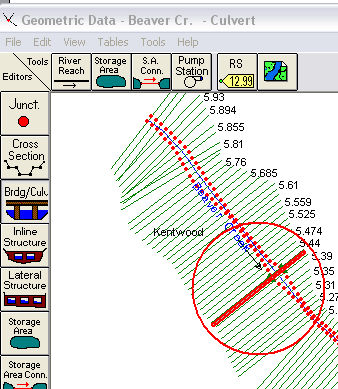 Geometric Data - Beaver Cr. - Culvert
File Edit View Tables Tools Help
Tools
Editors
River
Reach
Storage
Area
S.A.
Conn.
Pump
Station
RS
12.99
Junct.
Cross
Section
Brdg/Culv
Inline
Structure
Lateral
Structure
Storage
Area
Storage
Area Conn.
5.93
5.894
5.855
5.81
5.76
5.685
5.61
5.559
5.525
5.474
5.44
5.39
5.35
5.31
5.27
Beaver Creek
Kentwood